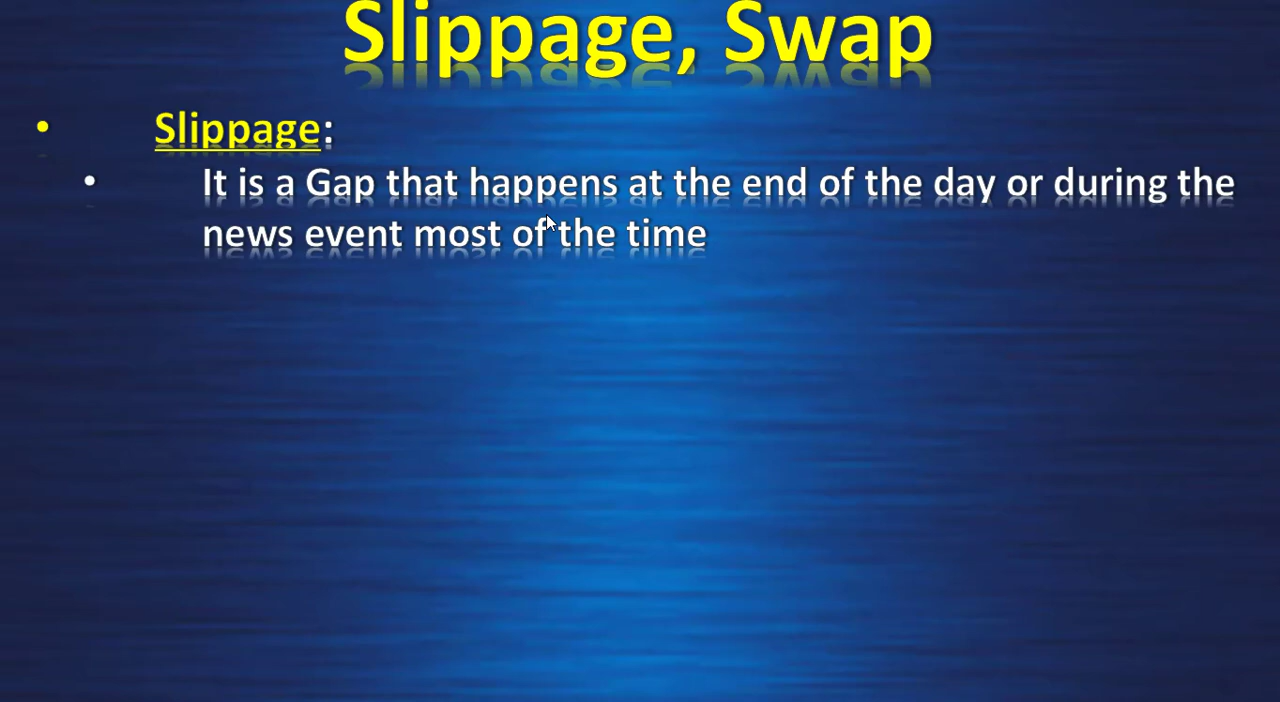 Slippage, Swap
• Slippage:
• It is a Gap that happens at the end of the day or during the
news event most of the time